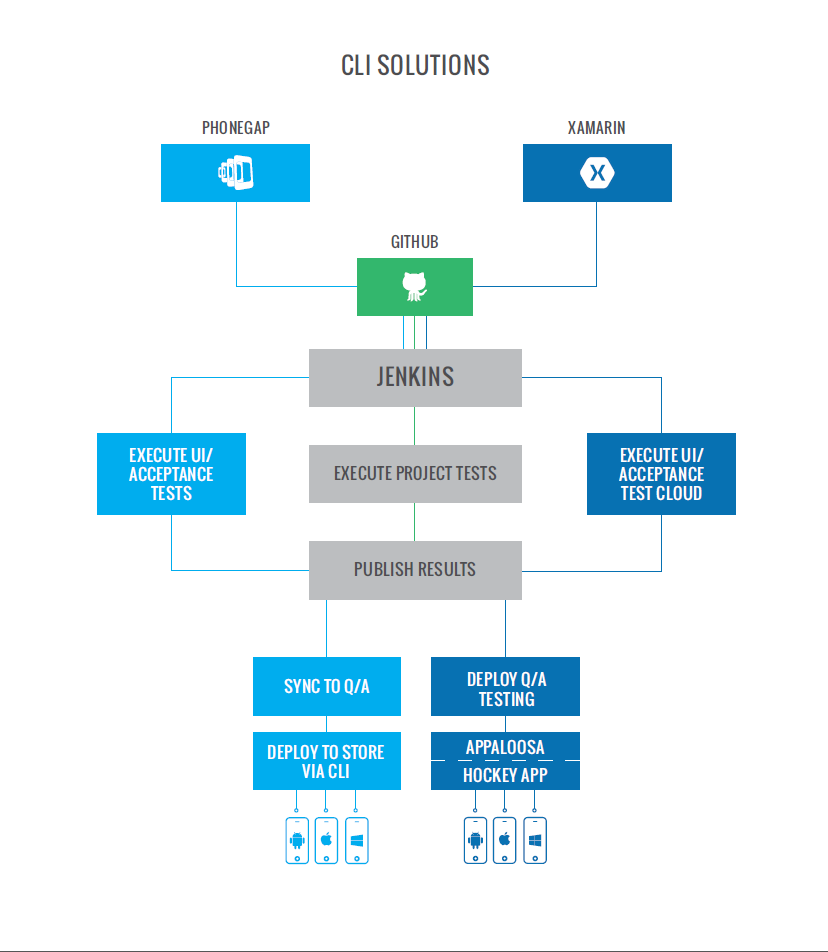 CLI SOLUTIONS
PHONEGAP
XAMARIN
GITHUB
JENKINS
EXECUTE UI/
ACCEPTANCE
TESTS
EXECUTE PROJECT TESTS
EXECUTE UI/
ACCEPTANCE
TEST CLOUD
PUBLISH RESULTS
SYNC TO Q/A
DEPLOY Q/A
TESTING
DEPLOY TO STORE
VIA CLI
APPALOOSA
HOCKEY APP